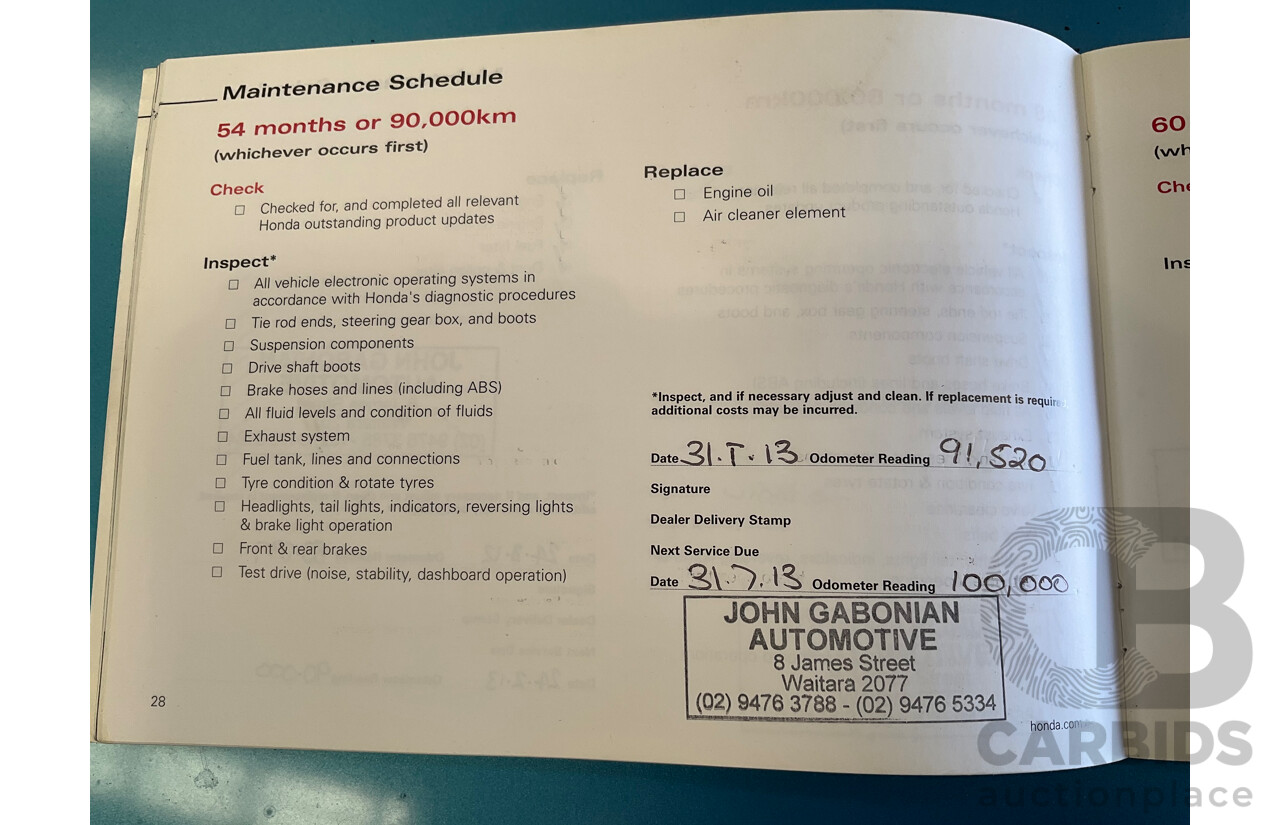 Maintenance Schedule
54 months or 90,000km
(whichever occurs first)
Check
Checked for, and completed all relevant
Honda outstanding product updates
Inspect*
All vehicle electronic operating systems in
accordance with Honda's diagnostic procedures
Tie rod ends, steering gear box, and boots
Suspension components
Drive shaft boots
Brake hoses and lines (including ABS)
All fluid levels and condition of fluids
Exhaust system
Fuel tank, lines and connections
Tyre condition & rotate tyres
Headlights, tail lights, indicators, reversing lights
& brake light operation
Front & rear brakes
Test drive (noise, stability, dashboard operation)
28
Replace
Engine oil
Air cleaner element
*Inspect, and if necessary adjust and clean. If replacement is require
additional costs may be incurred.
Date 31.T.13 Odometer Reading 91,520
Signature
Dealer Delivery Stamp
Next Service Due
Date 31.7.13 Odometer Reading 100,000
JOHN GABONIAN
AUTOMOTIVE
8 James Street
Waitara 2077
(02) 9476 3788 - (02) 9476 5334
honda.com
60
(wh
Che
Ins
CARBIDS
auctionplace